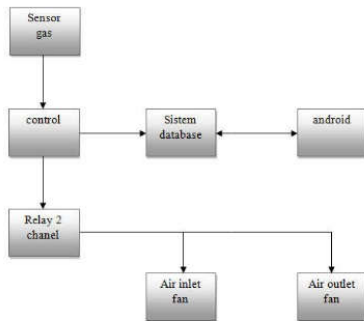 Sensor
gas
control
Sistem
database
android
Relay 2
chanel
Air inlet
fan
Air outlet
fan